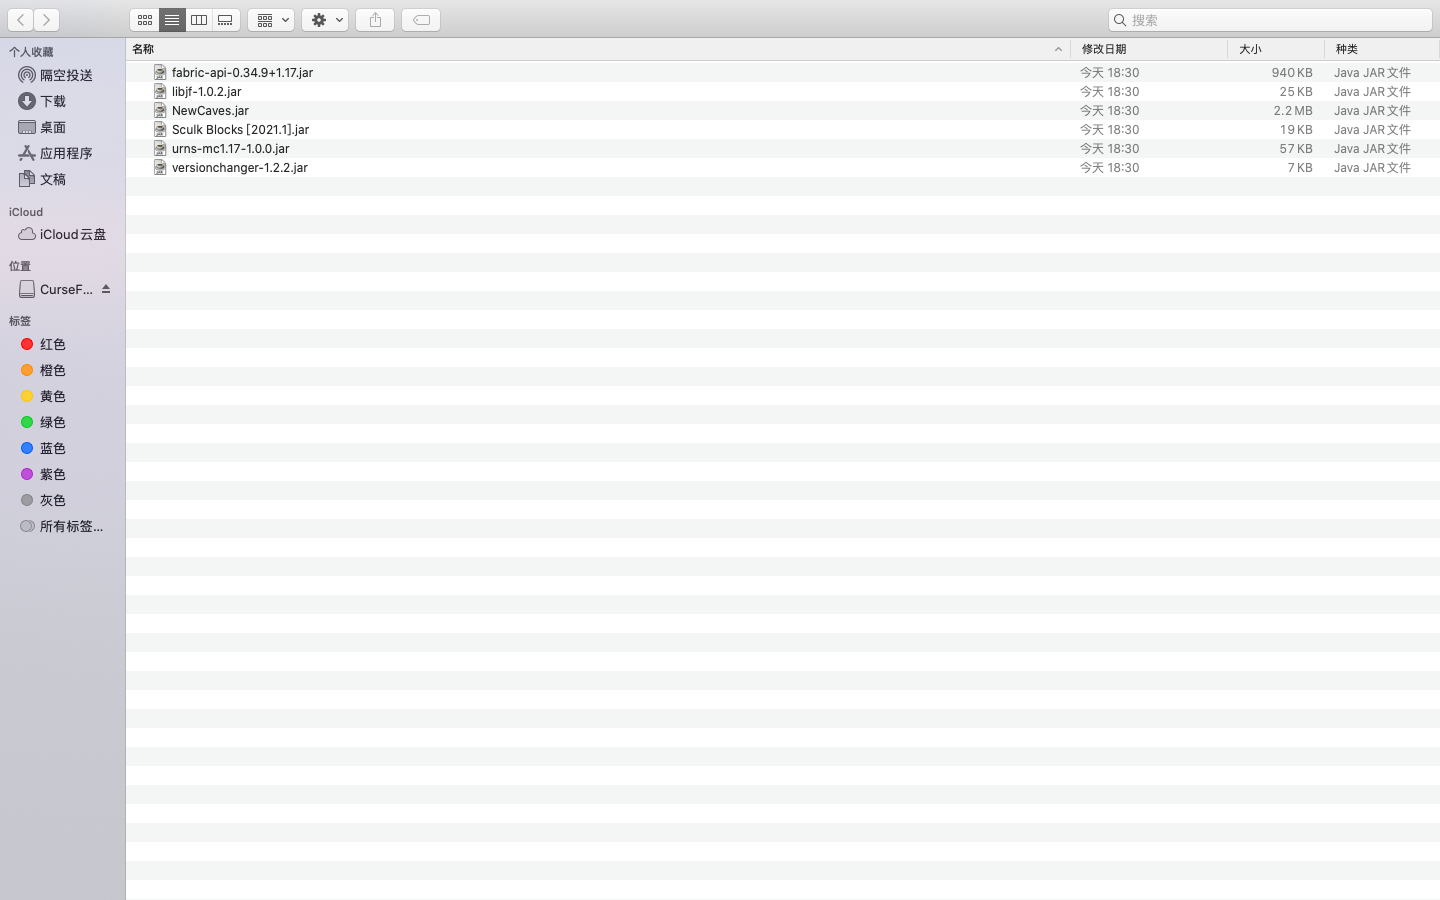 搜索
个人收藏
隔空投送
下载
桌面
应用程序
文稿
iCloud
iCloud云盘
位置
CurseF...
标签
红色
橙色
黄色
绿色
蓝色
紫色
灰色
所有标签...
名称 修改日期 大小 种类
fabric-api-0.34.9+1.17.jar 今天 18:30 940 KB Java JAR文件
libjf-1.0.2.jar 今天 18:30 25 KB Java JAR文件
NewCaves.jar 今天 18:30 2.2 MB Java JAR文件
Sculk Blocks [2021.1].jar 今天 18:30 19 KB Java JAR文件
urns-mc1.17-1.0.0.jar 今天 18:30 57 KB Java JAR文件
versionchanger-1.2.2.jar 今天 18:30 7 KB Java JAR文件